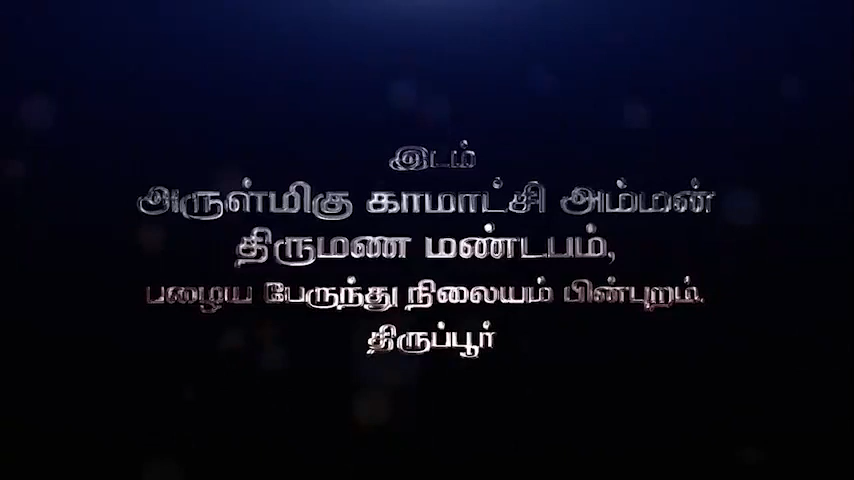 இடம்
அருள்மிகு காமாட்சி அம்மன்
திருமண மண்டபம்,
பழைய பேருந்து நிலையம் பின்புறம்.
திருப்பூர்